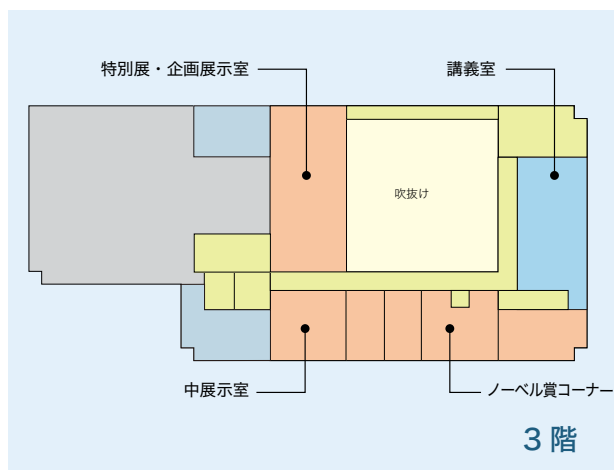 特別展・企画展示室
講義室
吹抜け
中展示室
ノーベル賞コーナー
3階